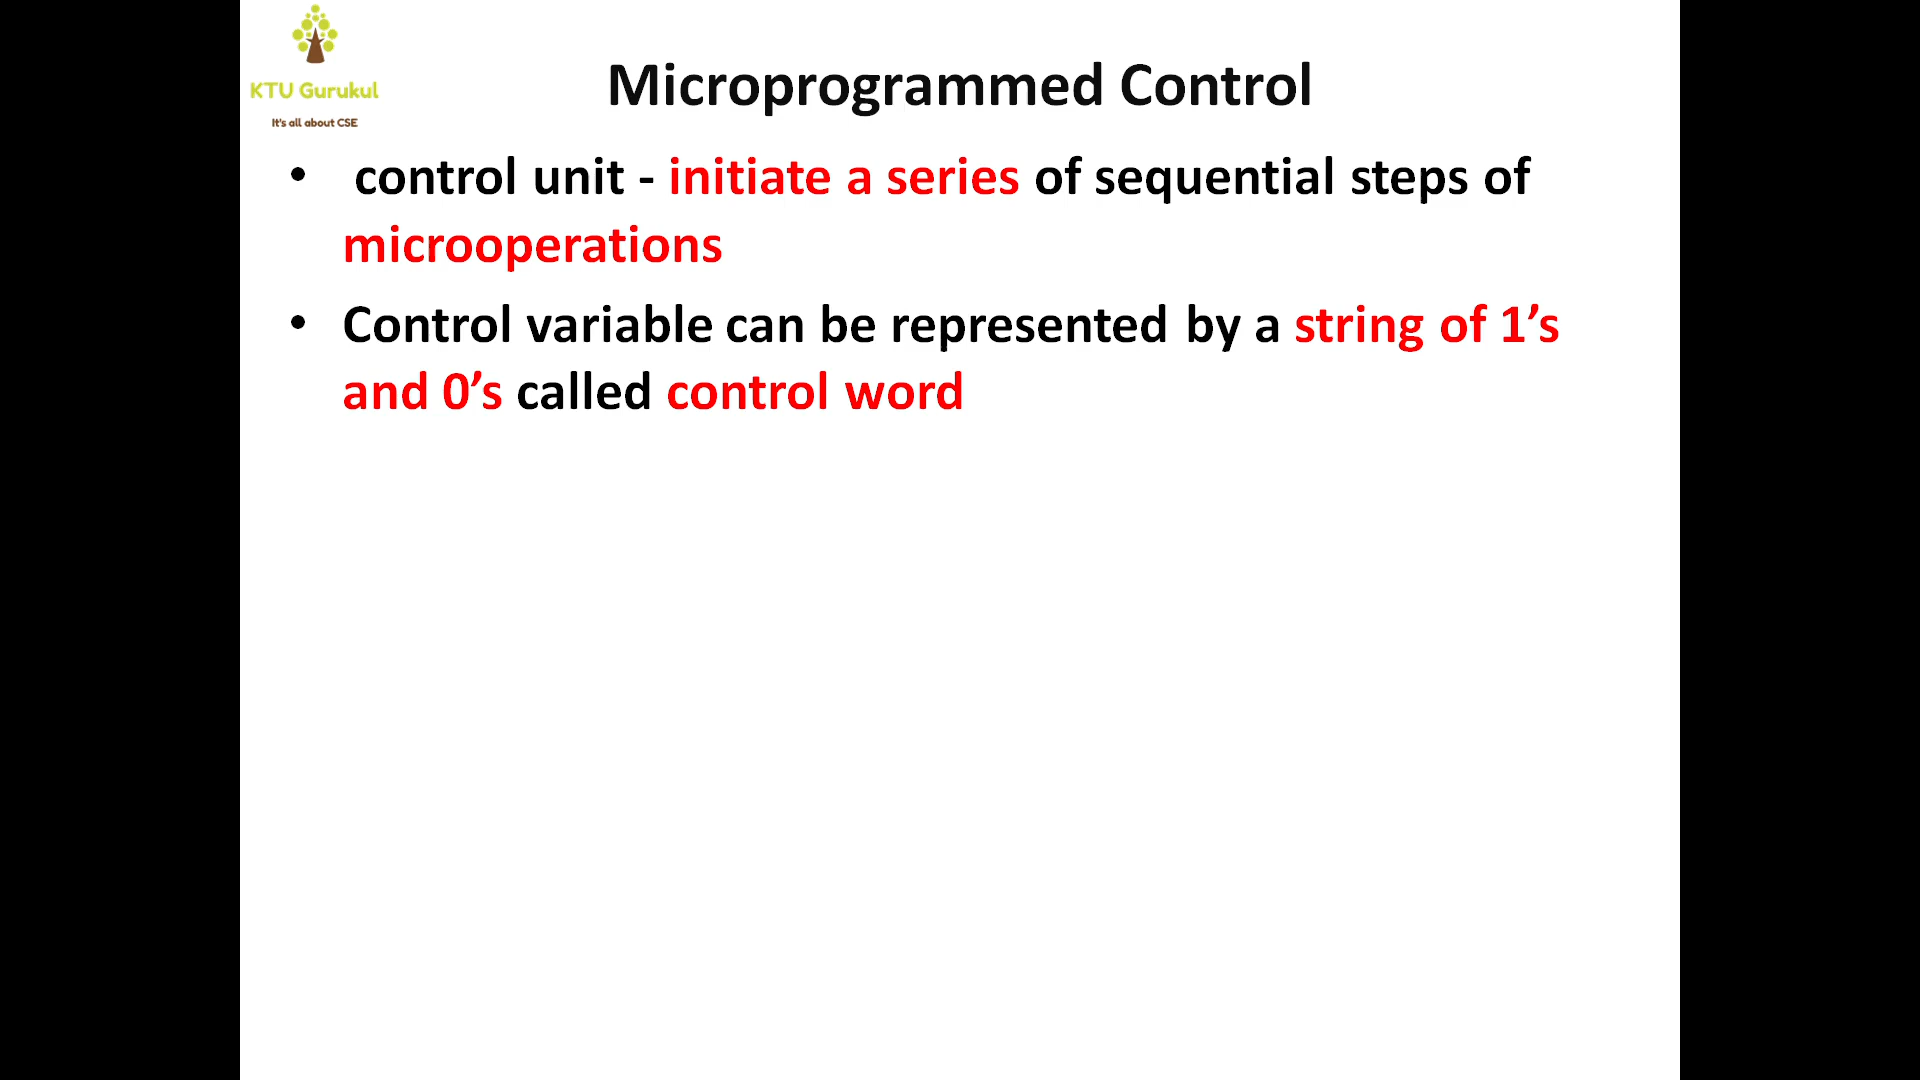 KTU Gurukul
It's all about CSE
Microprogrammed Control
• control unit - initiate a series of sequential steps of
microoperations
• Control variable can be represented by a string of 1’s
and 0’s called control word